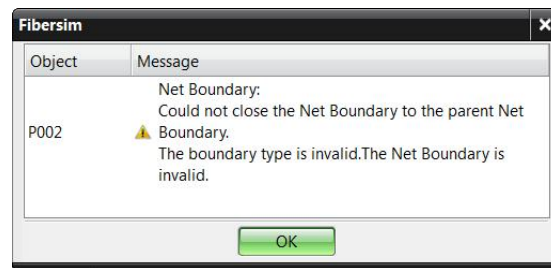 Fibersim
Object Message
Net Boundary:
Could not close the Net Boundary to the parent Net
P002 Boundary.
The boundary type is invalid.The Net Boundary is
invalid.
OK